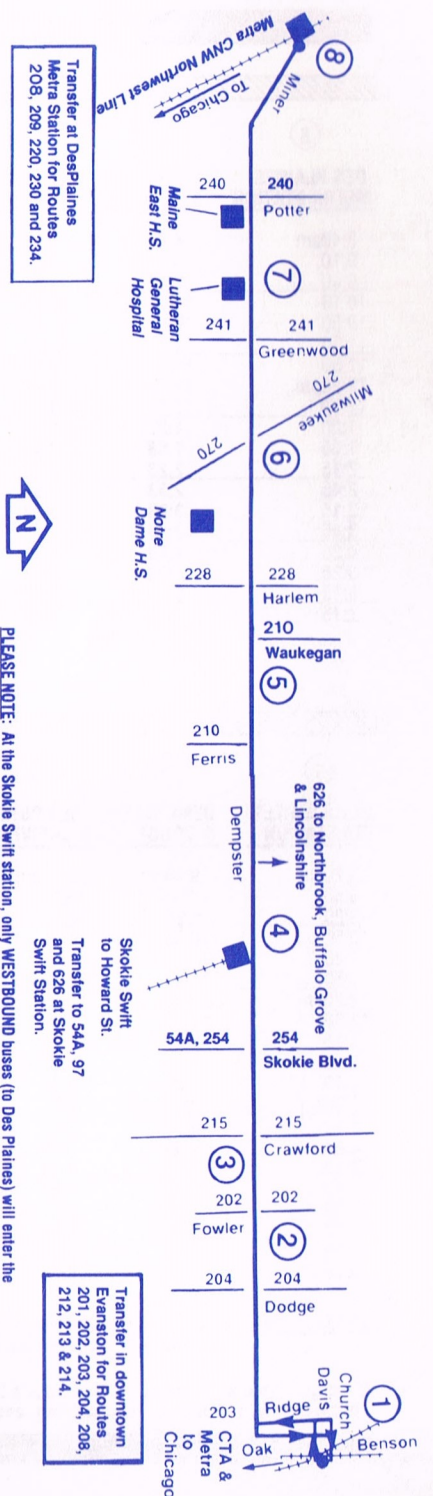 8
Metra CNW Northwest Line
To Chicago
Miner
Transfer at DesPlaines
Metra Station for Routes
208, 209, 220, 230 and 234.
240
240
Potter
Maine
East H.S.
7
Lutheran
General
Hospital
241
241
Greenwood
270
Milwaukee
6
270
Notre
Dame H.S.
228
228
Harlem
210
Waukegan
5
210
Ferris
N
Dempster
626 to Northbrook, Buffalo Grove
& Lincolnshire
4
Skokie Swift
to Howard St.
Transfer to 54A, 97
and 626 at Skokie
Swift Station.
54A, 254
254
Skokie Blvd.
215
215
Crawford
3
202
202
Fowler
2
204
204
Dodge
Transfer in downtown
Evanston for Routes
201, 202, 203, 204, 208,
212, 213 & 214.
1
Church
Davis
Ridge
Benson
203
Oak
CTA &
Metra
to
Chicago
PLEASE NOTE: At the Skokie Swift station, only WESTBOUND buses (to Des Plaines) will enter the